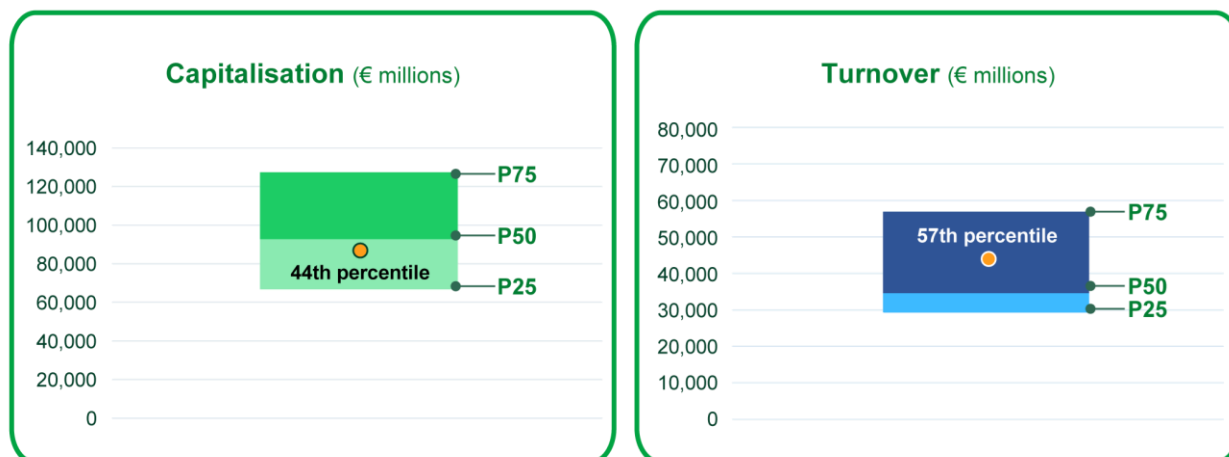 Capitalisation (€ millions)
140,000
120,000
100,000
80,000
60,000
40,000
20,000
0
P75
P50
P25
44th percentile
Turnover (€ millions)
80,000
70,000
60,000
50,000
40,000
30,000
20,000
10,000
0
P75
57th percentile
P50
P25